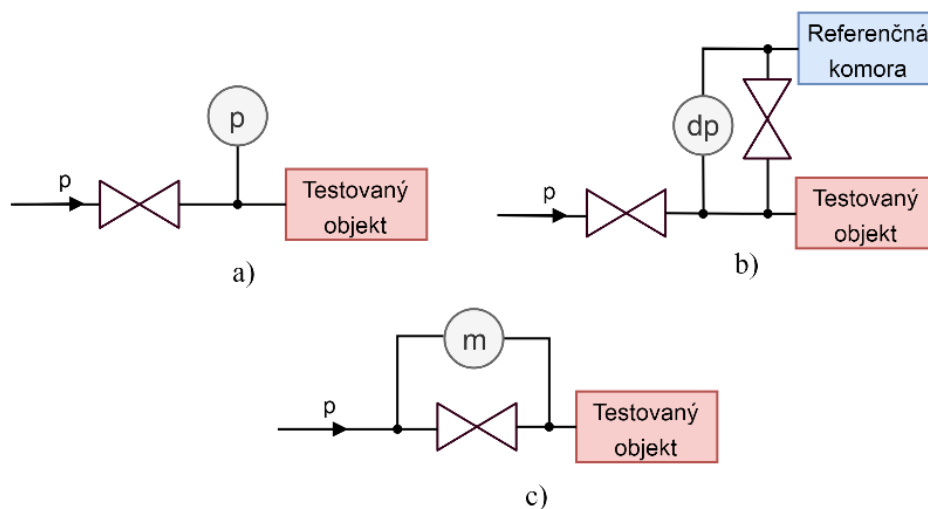 p
p
Testovaný
objekt
a)
Referenčná
komora
dp
p
Testovaný
objekt
b)
m
p
Testovaný
objekt
c)